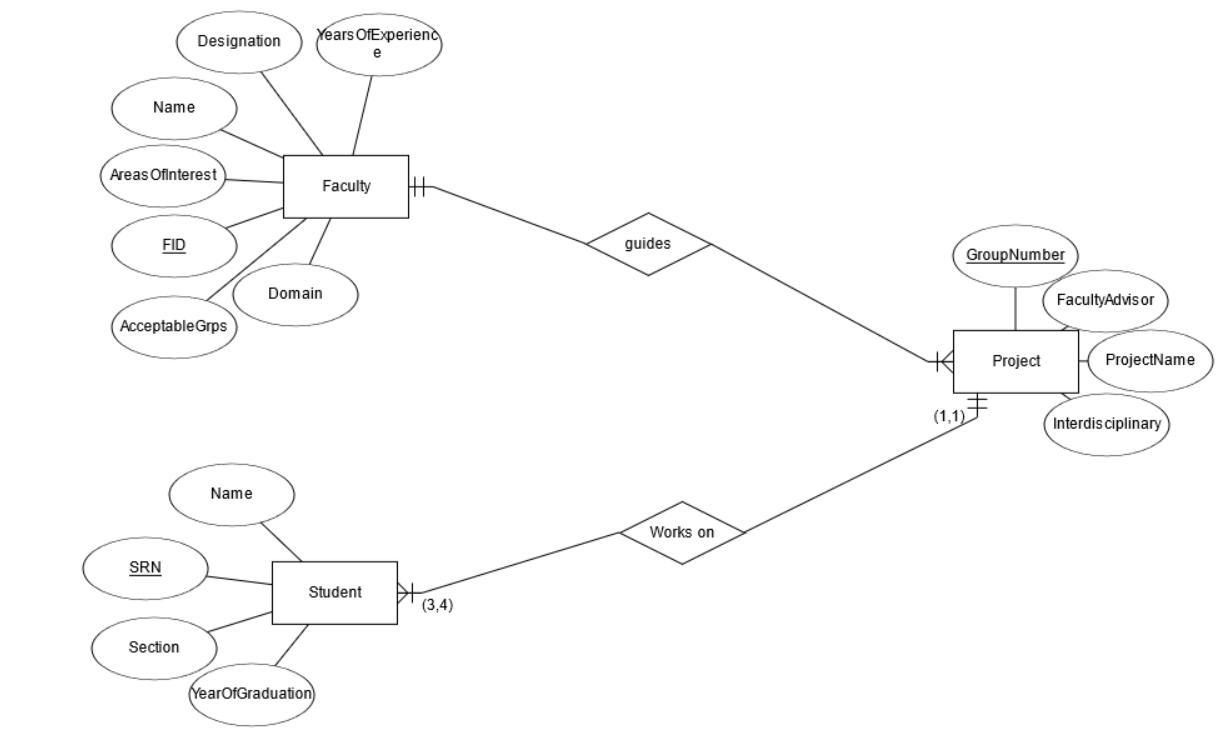 Designation
YearsOfExperienc
e
Name
AreasOfInterest
Faculty
FID
Domain
AcceptableGrps
guides
GroupNumber
FacultyAdvisor
Project
ProjectName
Interdisciplinary
(1,1)
Name
Works on
SRN
Student
(3,4)
Section
YearOfGraduation